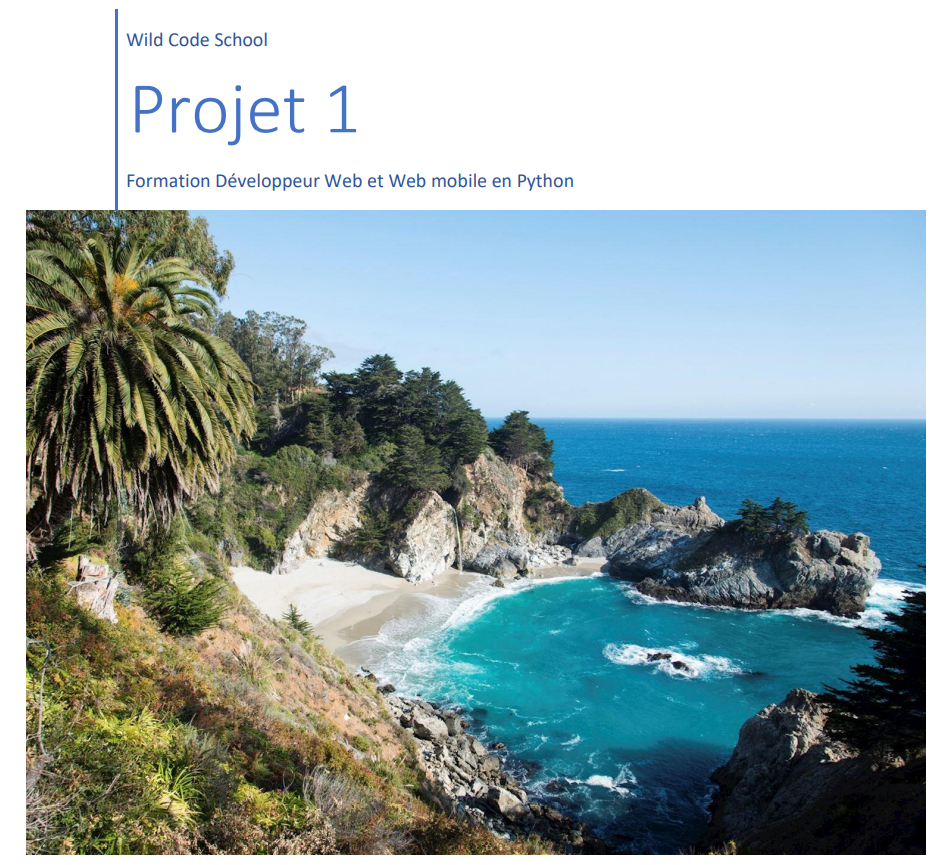 Wild Code School
Projet 1
Formation Développeur Web et Web mobile en Python